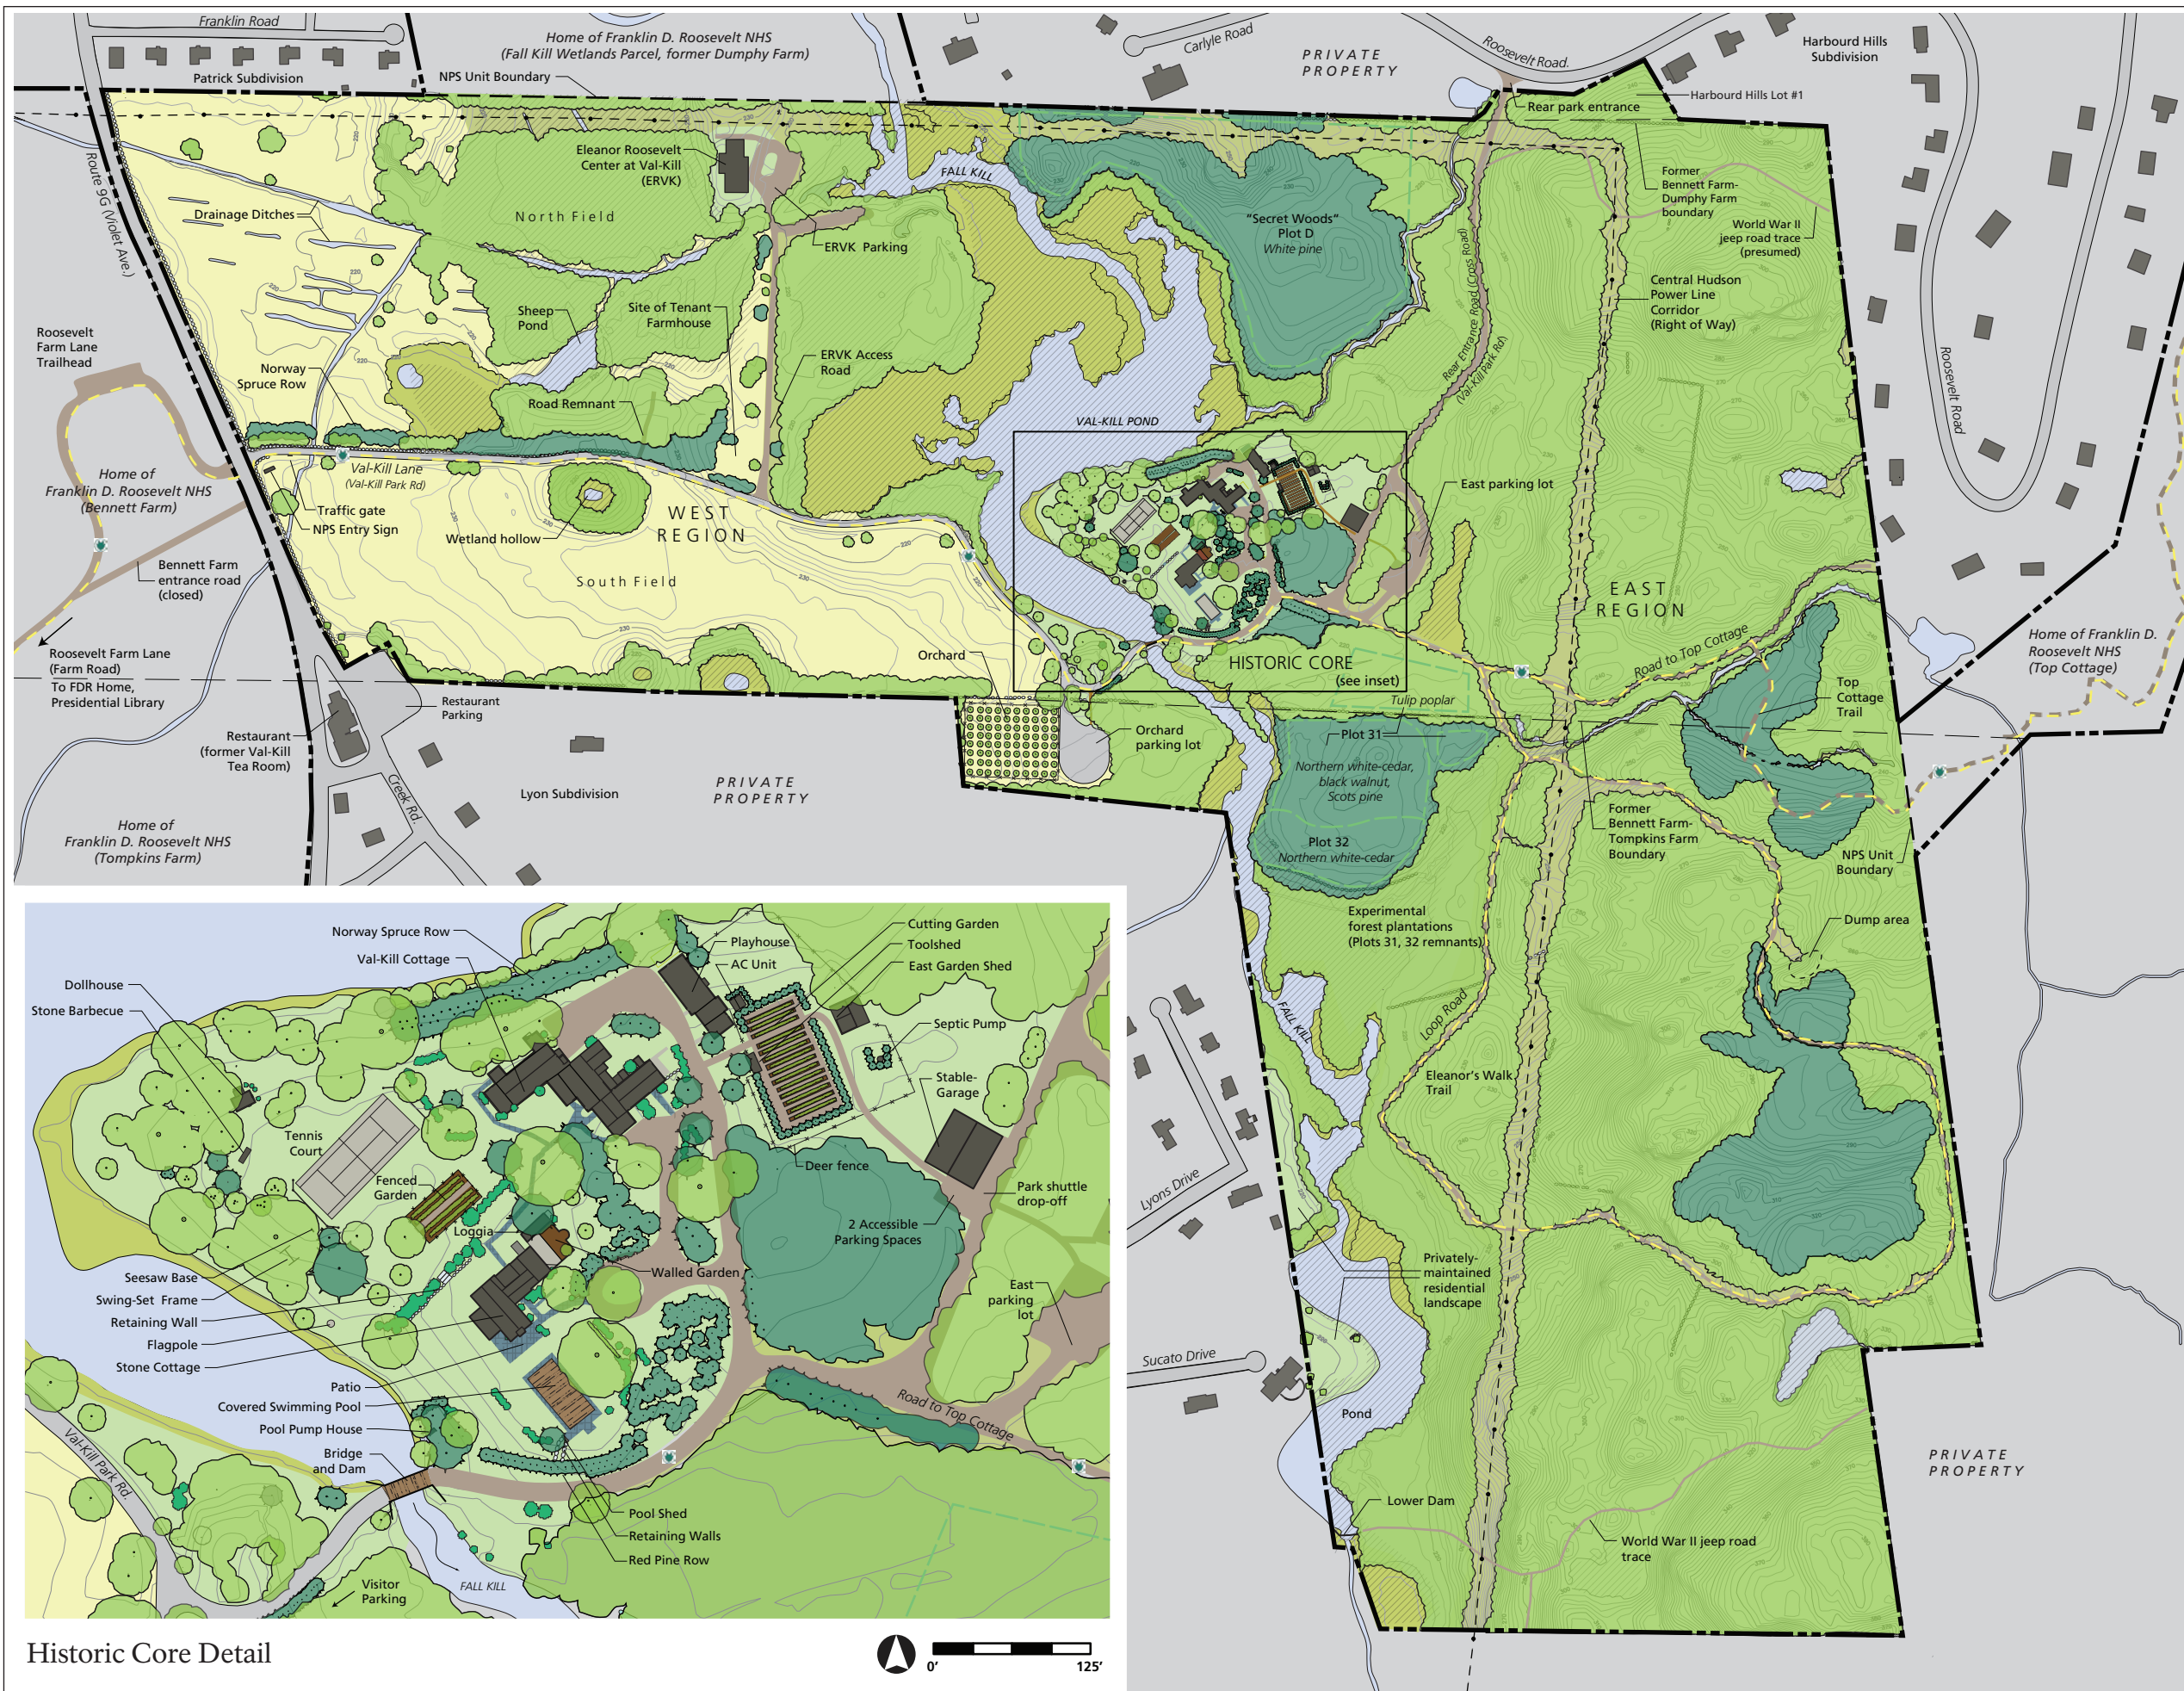 Franklin Road
Patrick Subdivision
Home of Franklin D. Roosevelt NHS
(Fall Kill Wetlands Parcel, former Dumphy Farm)
NPS Unit Boundary
Carlyle Road
PRIVATE
PROPERTY
Roosevelt Road.
Harbourd Hills
Subdivision
Harbourd Hills Lot #1
Rear park entrance
Route 9G (Violet Ave.)
Drainage Ditches
North Field
Eleanor Roosevelt
Center at Val-Kill
(ERVK)
ERVK Parking
FALL KILL
"Secret Woods"
Plot D
White pine
Former
Bennett Farm-
Dumphy Farm
boundary
World War II
jeep road trace
(presumed)
Central Hudson
Power Line
Corridor
(Right of Way)
Rear Entrance Road (Cross Road)
(Val-Kill Park Rd)
Roosevelt Road
Roosevelt
Farm Lane
Trailhead
Norway
Spruce Row
Sheep
Pond
Site of Tenant
Farmhouse
ERVK Access
Road
Road Remnant
VAL-KILL POND
Home of
Franklin D. Roosevelt NHS
(Bennett Farm)
Val-Kill Lane
(Val-Kill Park Rd)
Traffic gate
NPS Entry Sign
Wetland hollow
WEST
REGION
South Field
East parking lot
EAST
REGION
Bennett Farm
entrance road
(closed)
Roosevelt Farm Lane
(Farm Road)
To FDR Home,
Presidential Library
Orchard
HISTORIC CORE
(see inset)
Road to Top Cottage
Home of Franklin D.
Roosevelt NHS
(Top Cottage)
Top
Cottage
Trail
Restaurant
Parking
Restaurant
(former Val-Kill
Tea Room)
Creek Rd.
Lyon Subdivision
PRIVATE
PROPERTY
Orchard
parking lot
Tulip poplar
Plot 31
Northern white-cedar,
black walnut,
Scots pine
Plot 32
Northern white-cedar
Former
Bennett Farm-
Tompkins Farm
Boundary
NPS Unit
Boundary
Home of
Franklin D. Roosevelt NHS
(Tompkins Farm)
Experimental
forest plantations
(Plots 31, 32 remnants)
Dump area
FALL KILL
Loop Road
Eleanor's Walk
Trail
Lyons Drive
Privately-
maintained
residential
landscape
Sucato Drive
Pond
Lower Dam
World War II jeep road
trace
PRIVATE
PROPERTY
Norway Spruce Row
Val-Kill Cottage
Dollhouse
Stone Barbecue
Playhouse
AC Unit
Cutting Garden
Toolshed
East Garden Shed
Septic Pump
Stable-
Garage
Tennis
Court
Fenced
Garden
Loggia
Deer fence
Park shuttle
drop-off
2 Accessible
Parking Spaces
Walled Garden
East
parking
lot
Seesaw Base
Swing-Set Frame
Retaining Wall
Flagpole
Stone Cottage
Patio
Covered Swimming Pool
Pool Pump House
Bridge
and Dam
Val-Kill Park Rd.
Road to Top Cottage
Pool Shed
Retaining Walls
Red Pine Row
FALL KILL
Visitor
Parking
Historic Core Detail
0'
125'